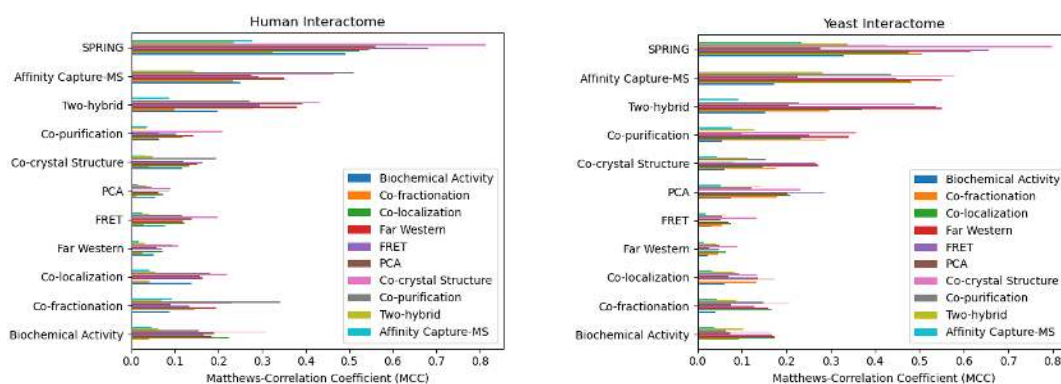 Human Interactome
SPRING
Affinity Capture-MS
Two-hybrid
Co-purification
Co-crystal Structure
PCA
FRET
Far Western
Co-localization
Co-fractionation
Biochemical Activity
Biochemical Activity
Co-fractionation
Co-localization
Far Western
FRET
PCA
Co-crystal Structure
Co-purification
Two-hybrid
Affinity Capture-MS
0.0 0.1 0.2 0.3 0.4 0.5 0.6 0.7 0.8
Matthews-Correlation Coefficient (MCC)
Yeast Interactome
SPRING
Affinity Capture-MS
Two-hybrid
Co-purification
Co-crystal Structure
PCA
FRET
Far Western
Co-localization
Co-fractionation
Biochemical Activity
Biochemical Activity
Co-fractionation
Co-localization
Far Western
FRET
PCA
Co-crystal Structure
Co-purification
Two-hybrid
Affinity Capture-MS
0.0 0.1 0.2 0.3 0.4 0.5 0.6 0.7 0.8
Matthews-Correlation Coefficient (MCC)